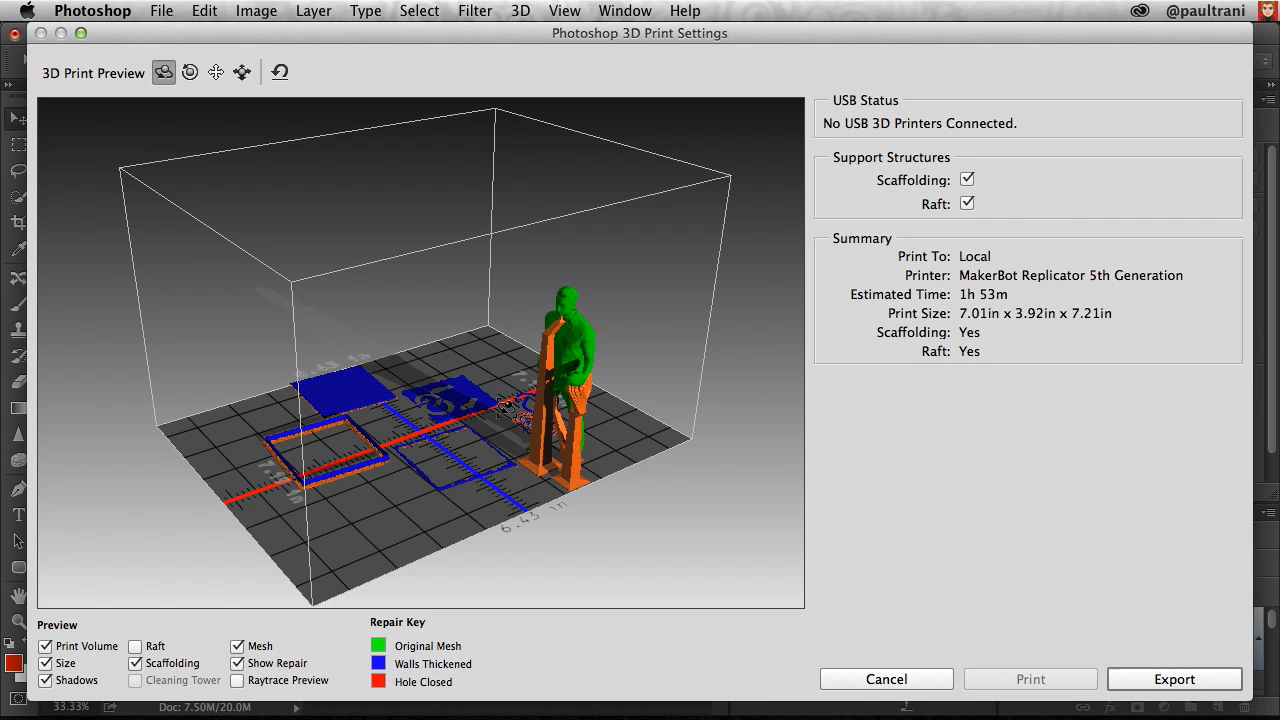 Photoshop File Edit Image Layer Type Select Filter 3D View Window Help @paultrani
Photoshop 3D Print Settings
3D Print Preview
USB Status
No USB 3D Printers Connected.
Support Structures
Scaffolding:
Raft:
Summary
Print To: Local
Printer: MakerBot Replicator 5th Generation
Estimated Time: 1h 53m
Print Size: 7.01in x 3.92in x 7.21in
Scaffolding: Yes
Raft: Yes
6.45 in
Preview
Print Volume Raft Mesh
Size Scaffolding Show Repair
Shadows Cleaning Tower Raytrace Preview
Repair Key
Original Mesh
Walls Thickened
Hole Closed
Cancel Print Export
33.33% Doc: 7.50M/20.0M